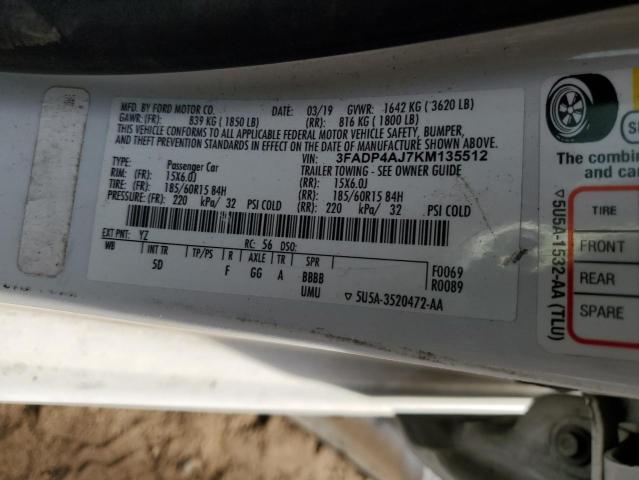 MFD. BY FORD MOTOR CO.
DATE: 03/19 GVWR: 1642 KG ( 3620 LB)
GAWR: (FR): 839 KG ( 1850 LB) (RR): 816 KG ( 1800 LB)
THIS VEHICLE CONFORMS TO ALL
APPLICABLE FEDERAL MOTOR VEHICLE SAFETY, BUMPER,
AND THEFT PREVENTION STANDARDS IN EFFECT ON THE DATE OF MANUFACTURE SHOWN ABOVE.
VIN: 3FADP4AJ7KM135512
TYPE: Passenger Car TRAILER TOWING - SEE OWNER GUIDE
RIM: (FR): 15X6.0J (RR): 15X6.0J
TIRE: (FR): 185/60R15 84H (RR): 185/60R15 84H
PRESSURE: (FR): 220 kPa/ 32 PSI COLD (RR): 220 kPa/ 32 PSI COLD
EXT PNT: YZ RC: 56 DSO:
WB INT TR TP/PS R AXLE TR SPR F0069
5D F GG A BBBB R0089
UMU ▽ 5U5A-3520472-AA
▽5U5A-1532-AA (TLU)
The combine
and car
TIRE
FRONT
REAR
SPARE